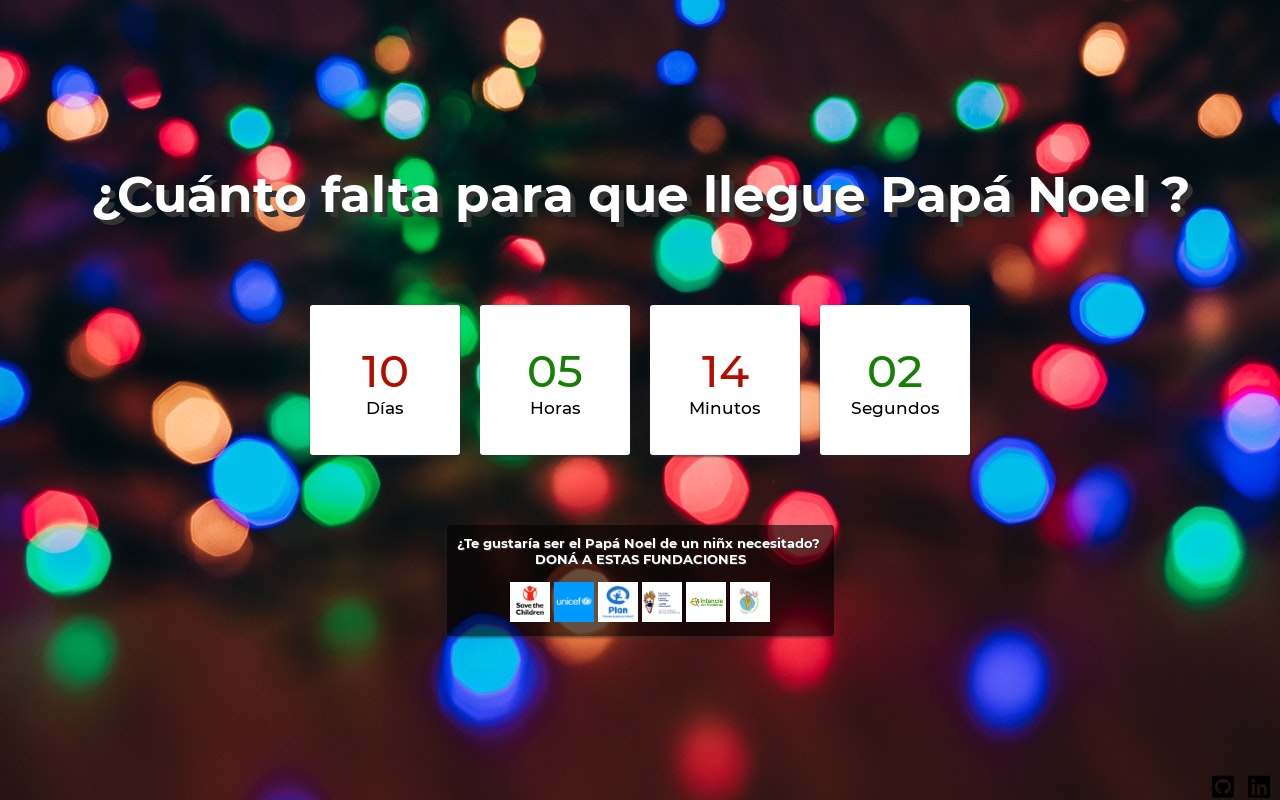 ¿Cuánto falta para que llegue Papá Noel ?
10
Días
05
Horas
14
Minutos
02
Segundos
¿Te gustaría ser el Papá Noel de un niñx necesitado?
DONÁ A ESTAS FUNDACIONES
Save the
Children
unicef
Plan
Infancia
in